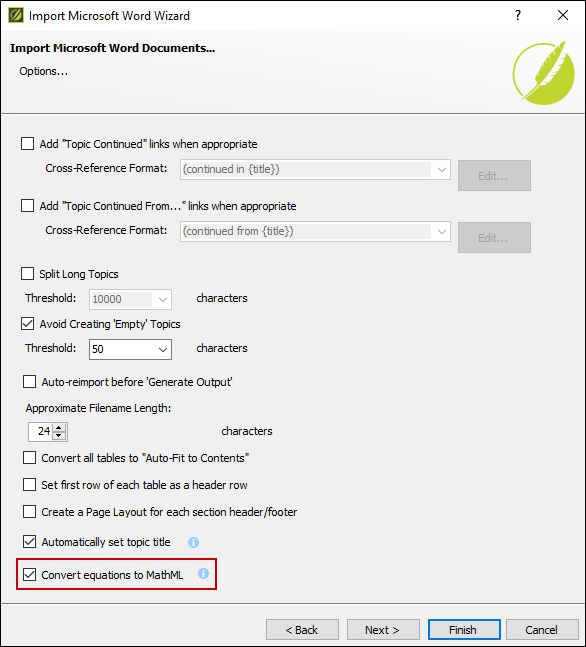 Import Microsoft Word Wizard
Import Microsoft Word Documents...
Options...
Add "Topic Continued" links when appropriate
Cross-Reference Format: (continued in {title}) Edit...
Add "Topic Continued From..." links when appropriate
Cross-Reference Format: (continued from {title}) Edit...
Split Long Topics
Threshold: 10000 characters
Avoid Creating 'Empty' Topics
Threshold: 50 characters
Auto-reimport before 'Generate Output'
Approximate Filename Length:
24 characters
Convert all tables to "Auto-Fit to Contents"
Set first row of each table as a header row
Create a Page Layout for each section header/footer
Automatically set topic title
Convert equations to MathML
< Back Next > Finish Cancel